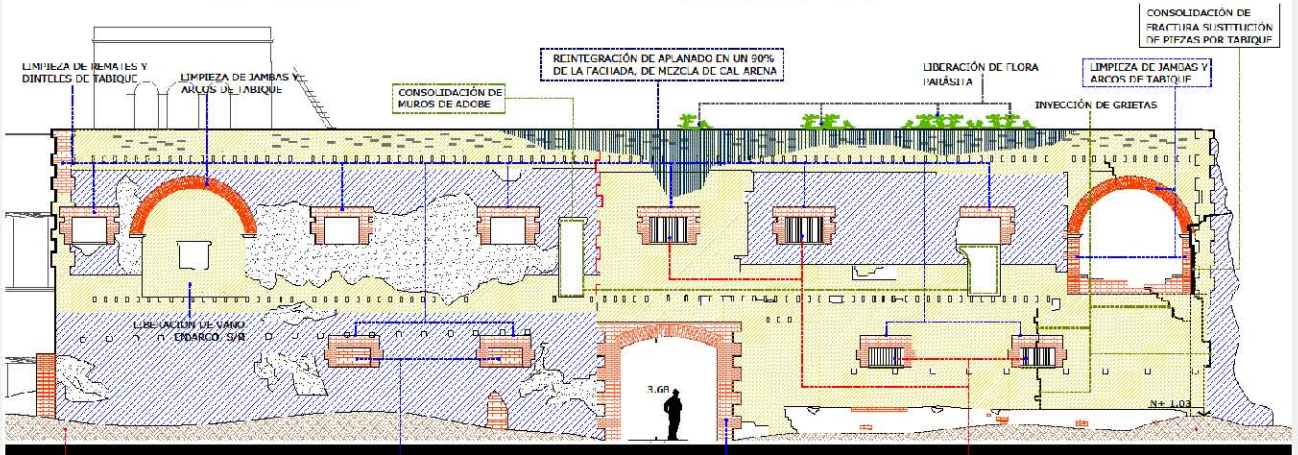 LIMPIEZA DE REMATES Y
DINTELES DE TABIQUE
LIMPIEZA DE JAMBAS Y
ARCOS DE TABIQUE
CONSOLIDACIÓN DE
MUROS DE ADOBE
REINTEGRACIÓN DE APLANADO EN UN 90%
DE LA FACHADA, DE MEZCLA DE CAL ARENA
LIBERACIÓN DE FLORA
PARÁSITA
CONSOLIDACIÓN DE
FRACTURA SUSTITUCIÓN
DE PIEZAS POR TABIQUE
LIMPIEZA DE JAMBAS Y
ARCOS DE TABIQUE
INYECCIÓN DE GRIETAS
LIBERACIÓN DE VANO
3.68
N+ 1.03